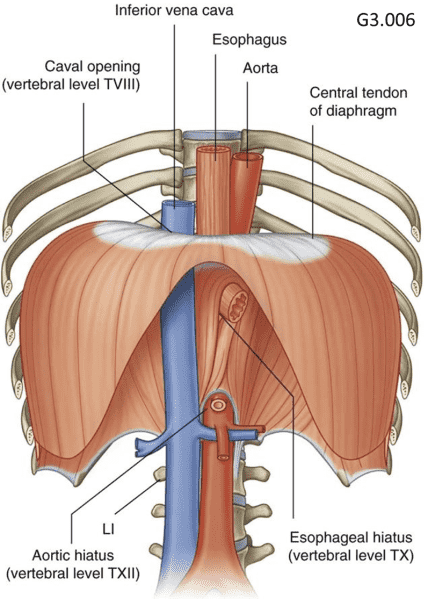 Inferior vena cava
G3.006
Esophagus
Caval opening
(vertebral level TVIII)
Aorta
Central tendon
of diaphragm
LI
Aortic hiatus
(vertebral level TXII)
Esophageal hiatus
(vertebral level TX)